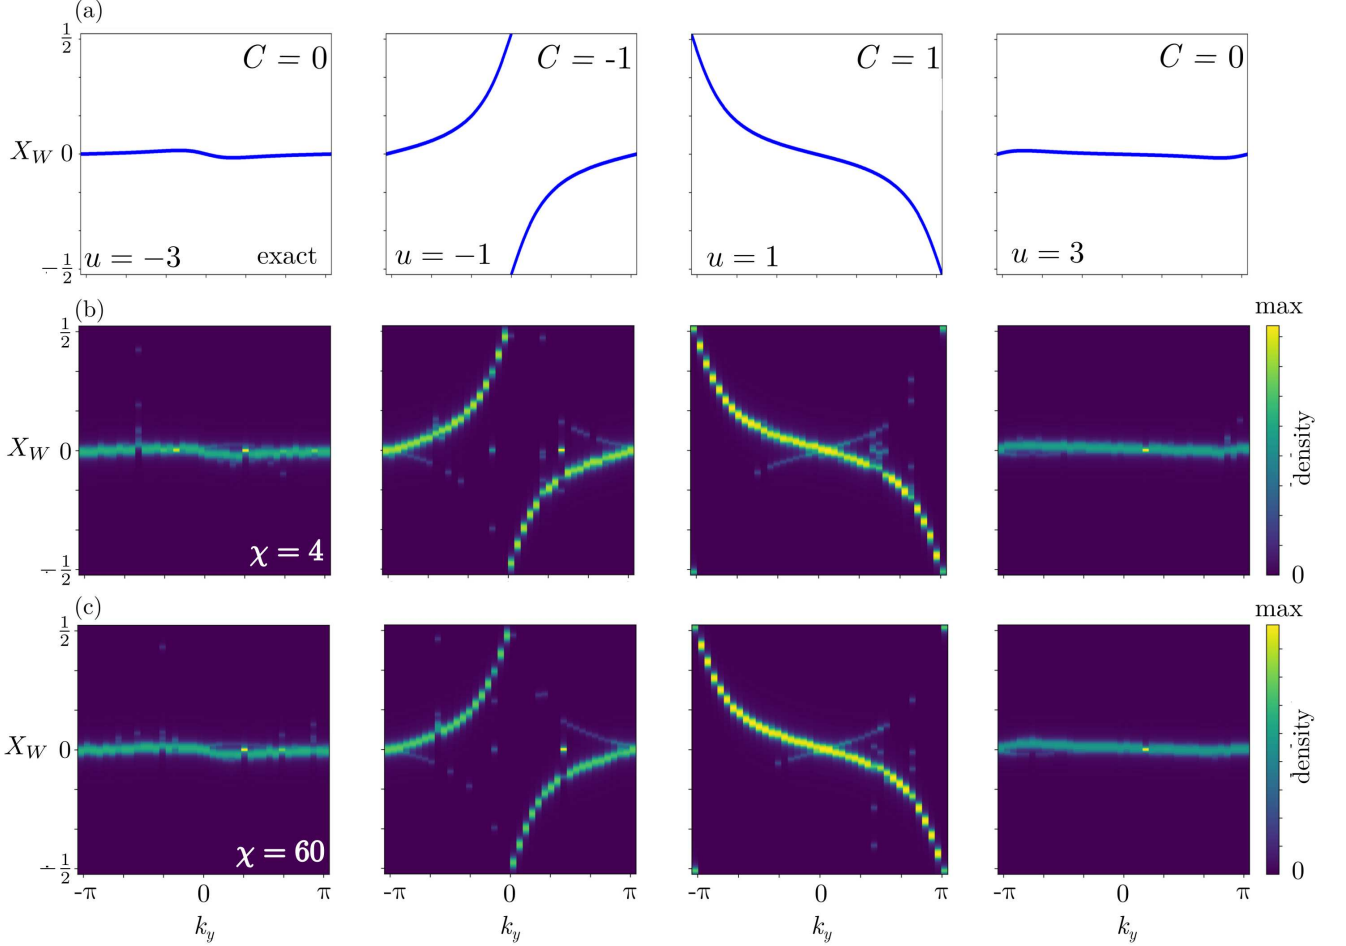 (a)
1/2
X_W 0
-1/2
C = 0
u = −3
exact
C = -1
u = −1
C = 1
u = 1
C = 0
u = 3
(b)
1/2
X_W 0
-1/2
χ = 4
max
density
0
(c)
1/2
X_W 0
-1/2
χ = 60
max
density
0
-π 0 π
-π 0 π
-π 0 π
-π 0 π
k_y
k_y
k_y
k_y